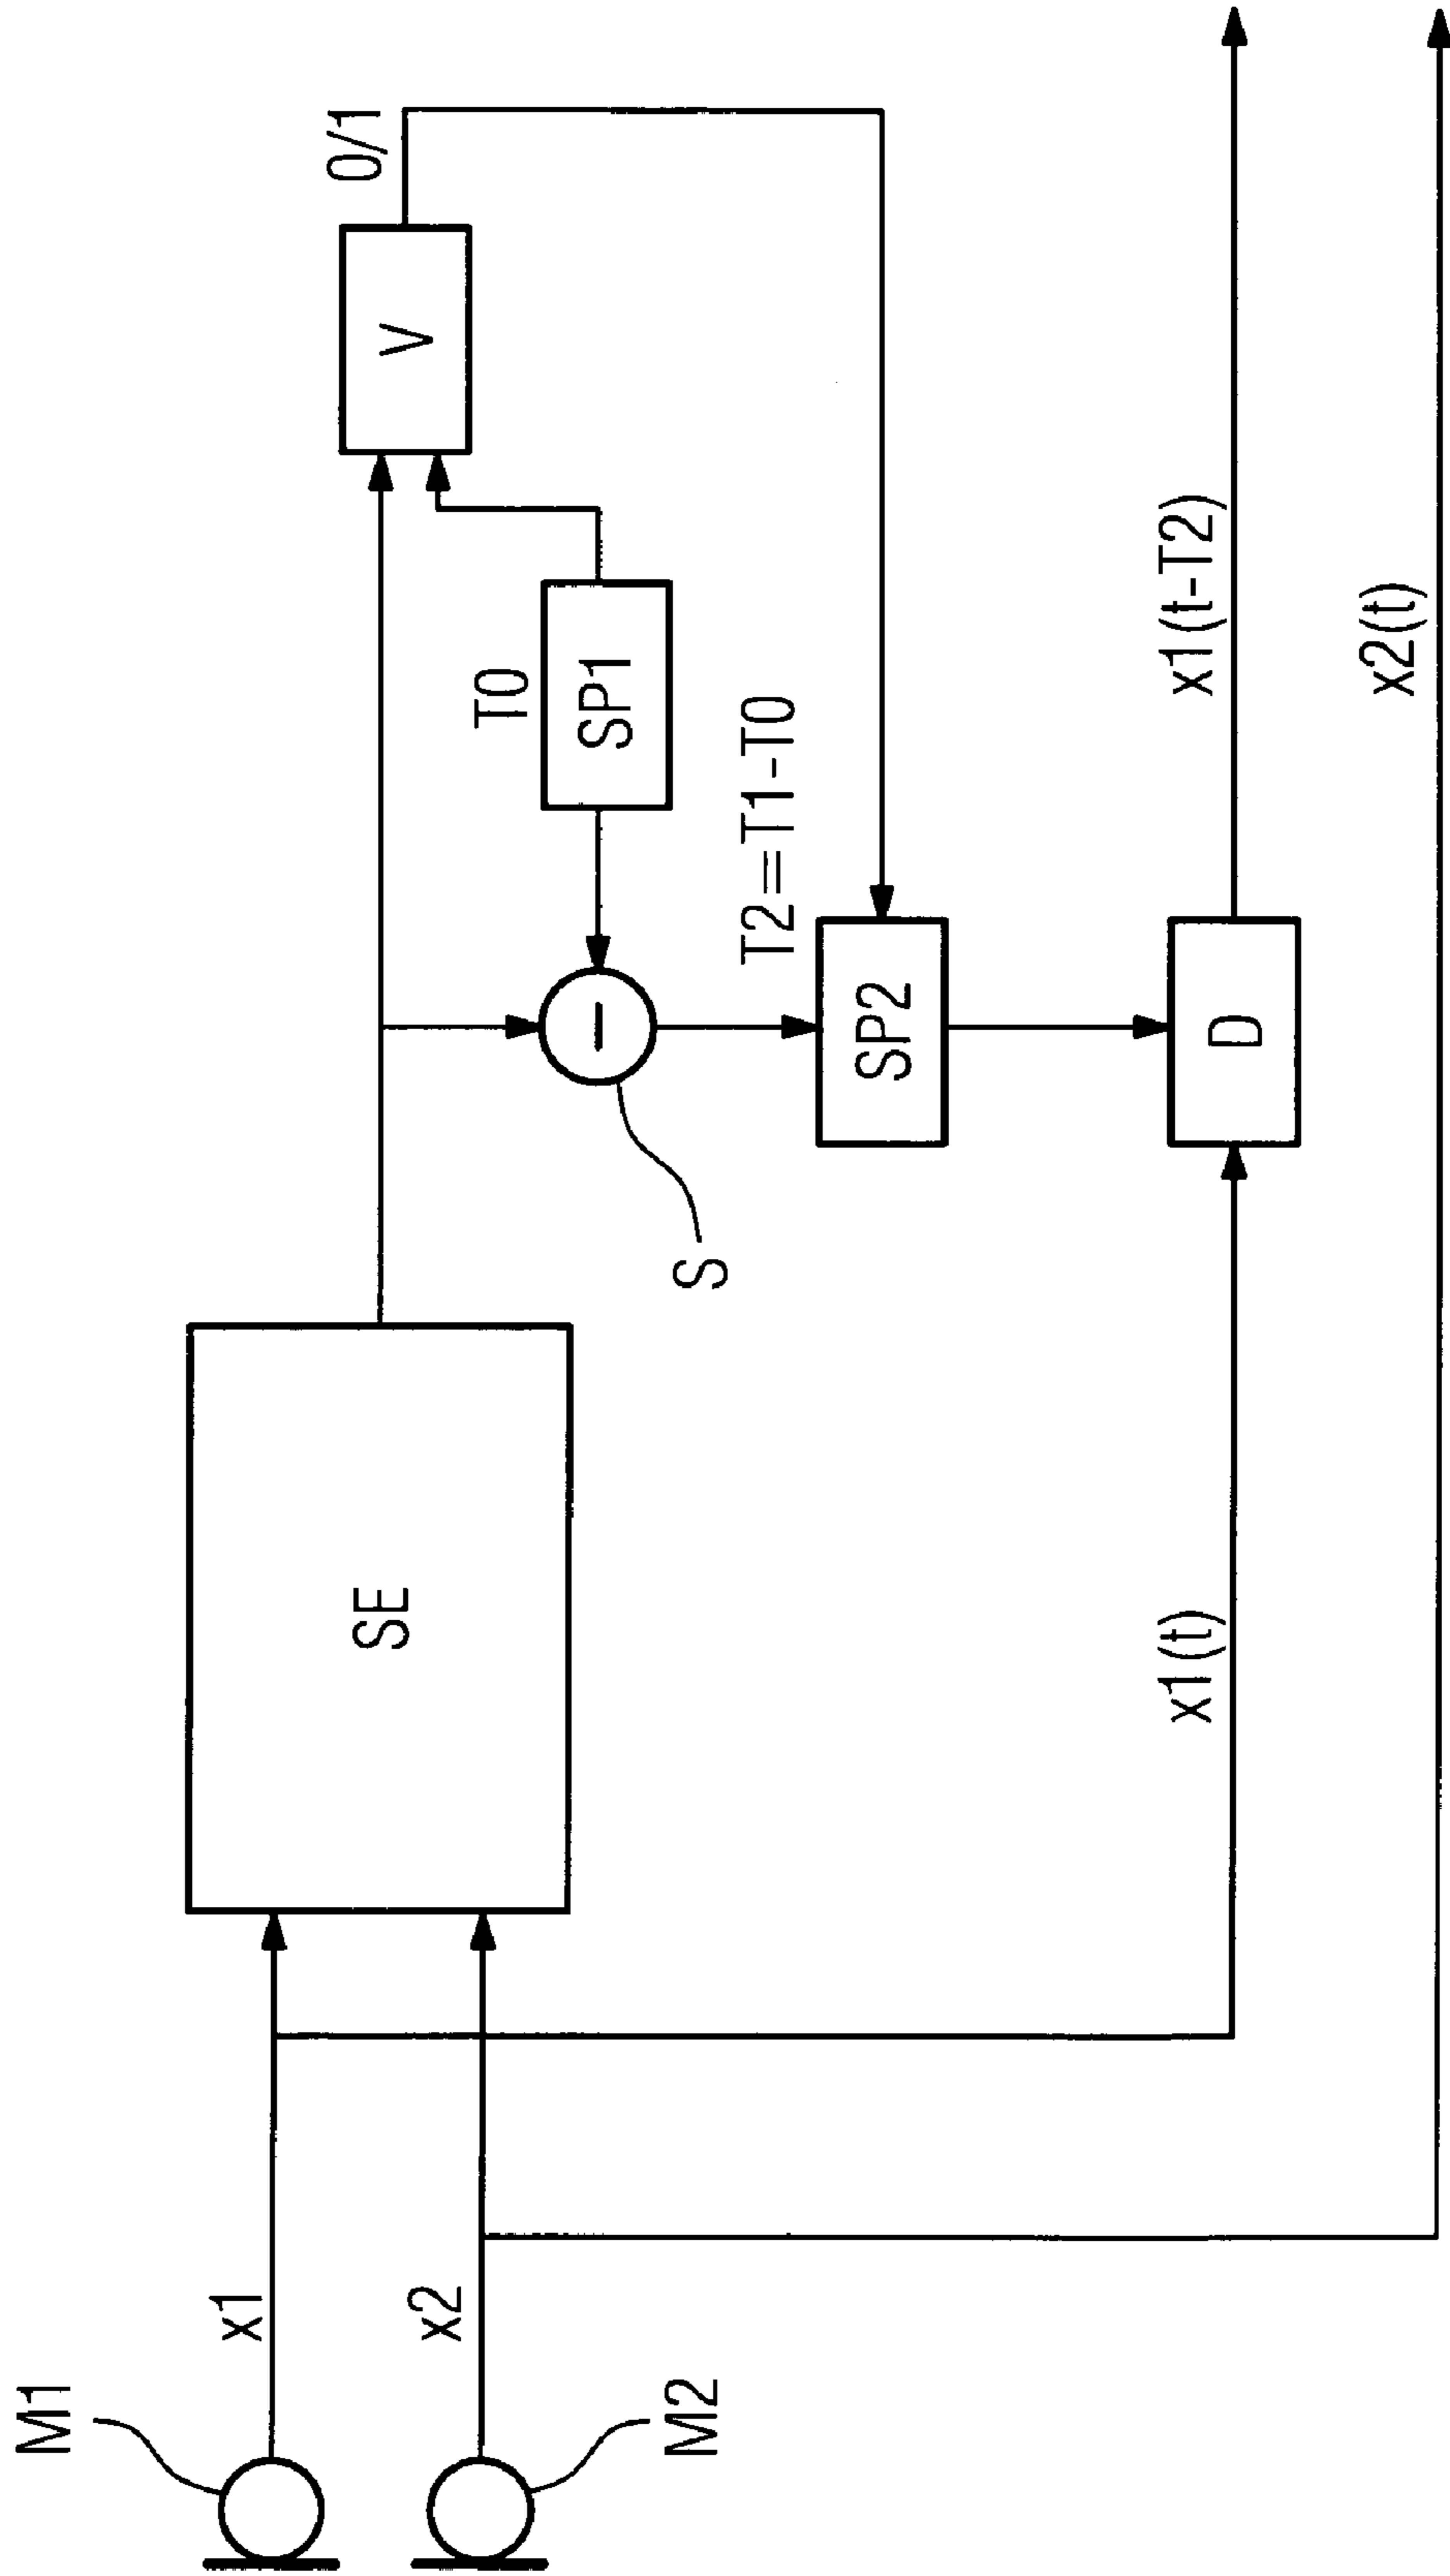 M1
x1
M2
x2
SE
S
T0
SP1
V
0/1
T2=T1-T0
SP2
x1(t)
D
x1(t-T2)
x2(t)